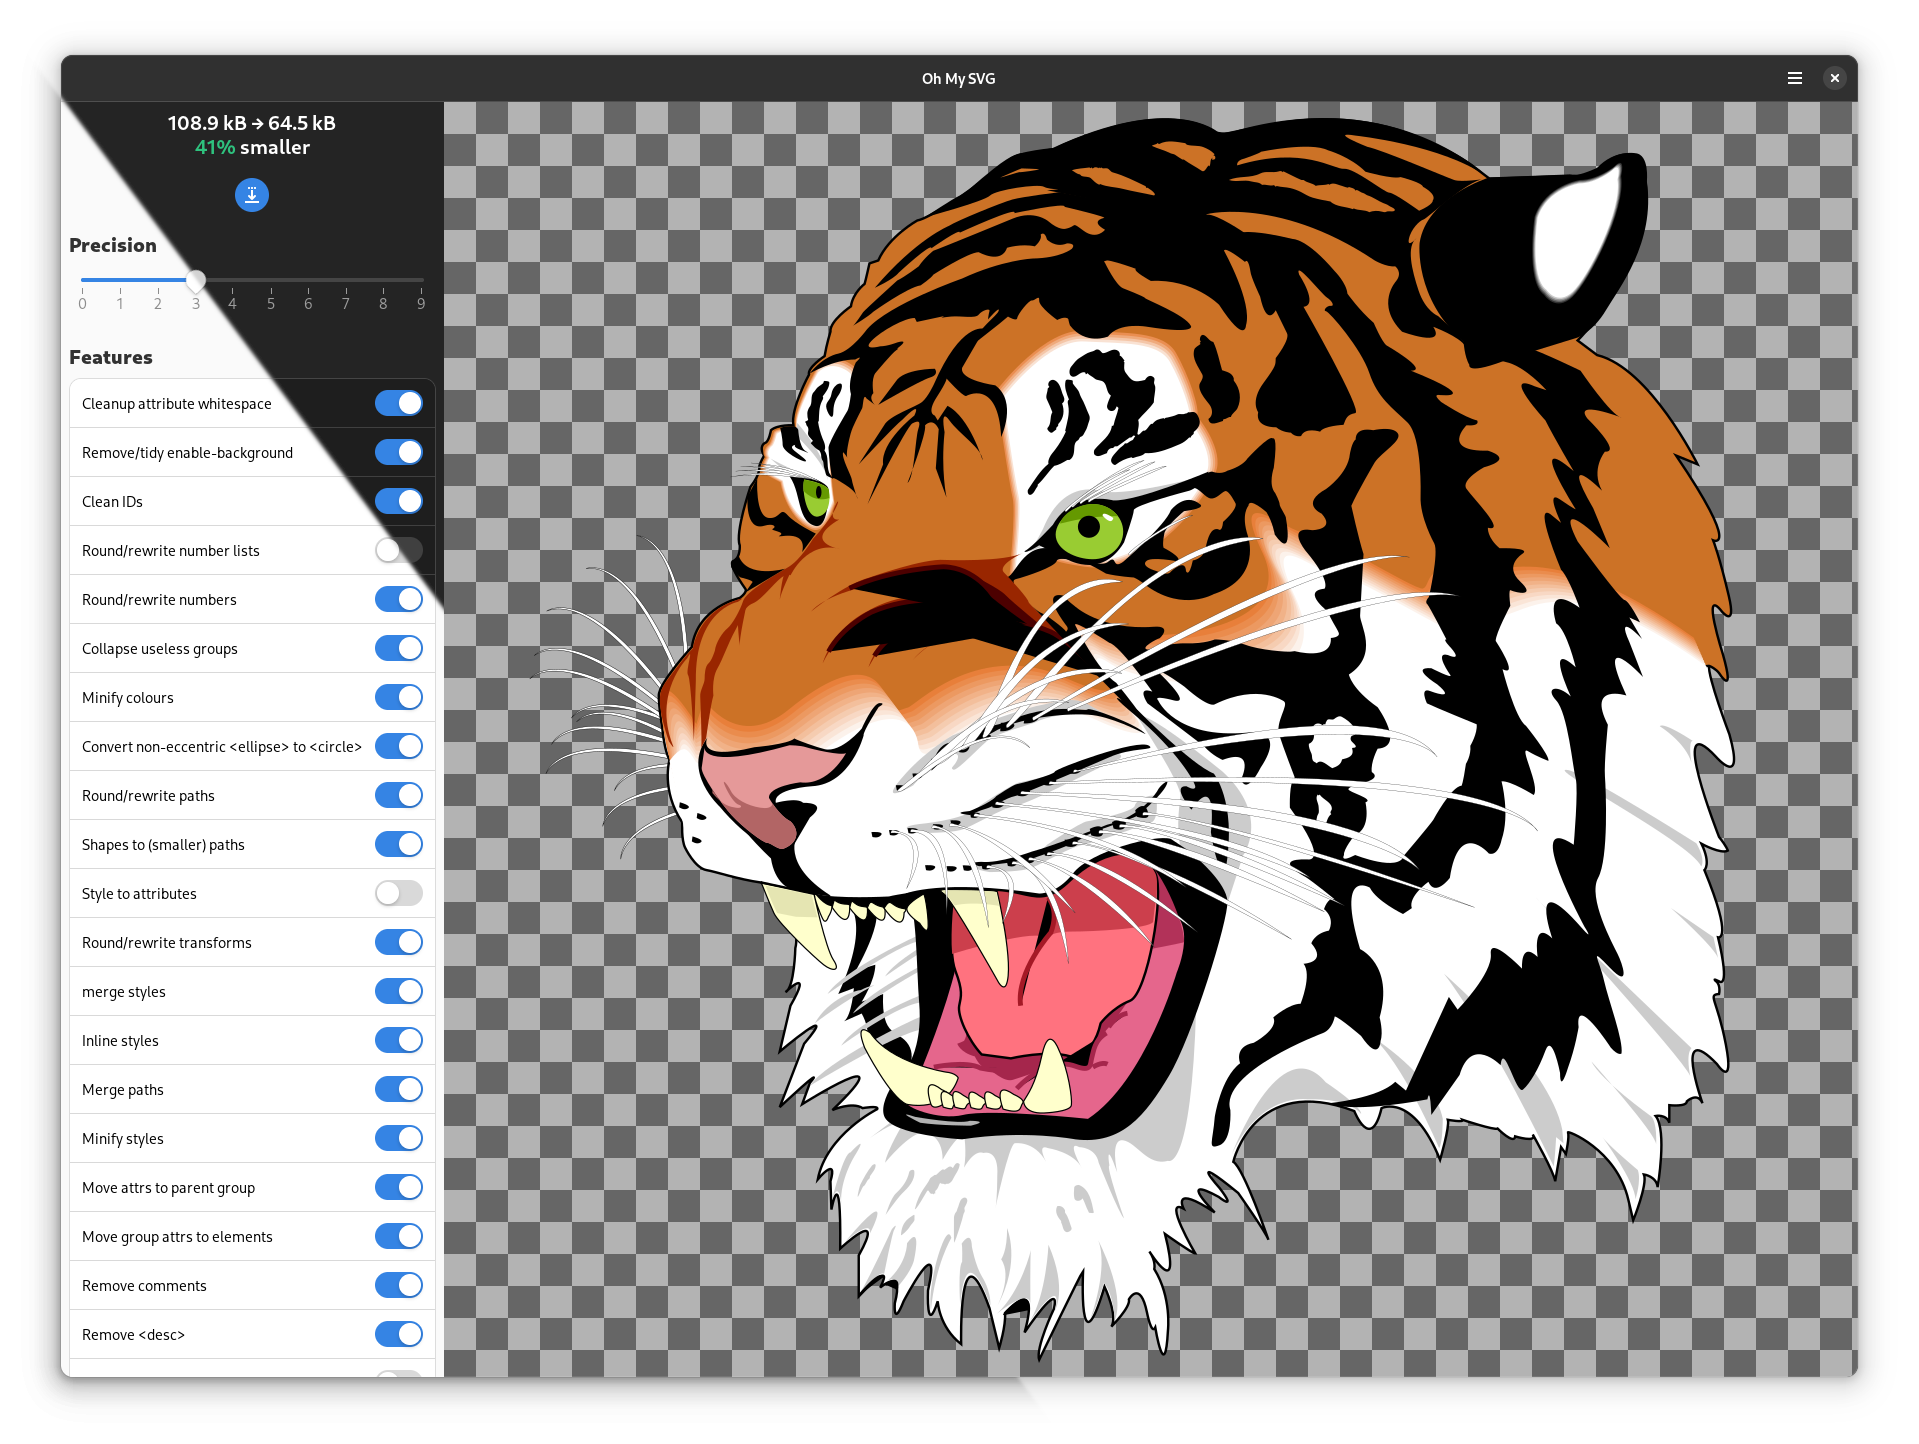 Oh My SVG
108.9 kB → 64.5 kB
41% smaller
Precision
0 1 2 3 4 5 6 7 8 9
Features
Cleanup attribute whitespace
Remove/tidy enable-background
Clean IDs
Round/rewrite number lists
Round/rewrite numbers
Collapse useless groups
Minify colours
Convert non-eccentric <ellipse> to <circle>
Round/rewrite paths
Shapes to (smaller) paths
Style to attributes
Round/rewrite transforms
merge styles
Inline styles
Merge paths
Minify styles
Move attrs to parent group
Move group attrs to elements
Remove comments
Remove <desc>